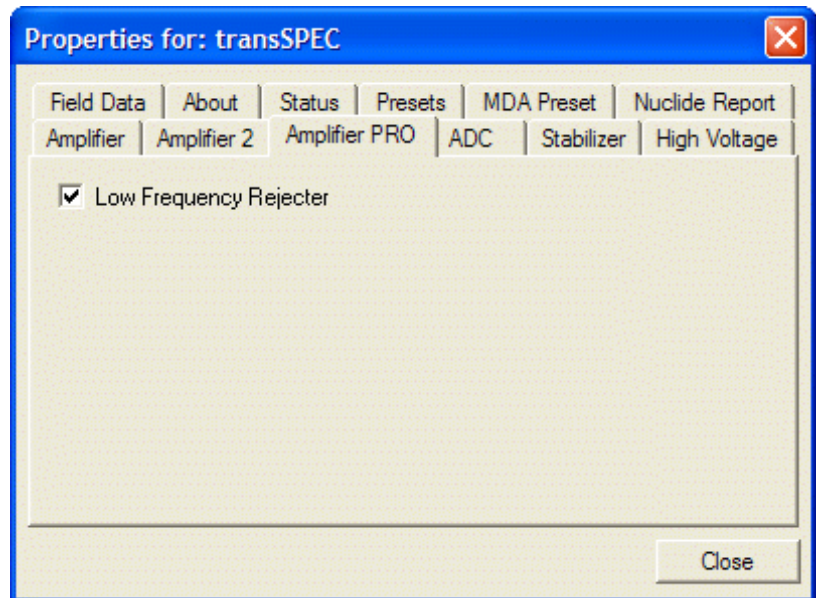 Properties for: transSPEC
Field Data About Status Presets MDA Preset Nuclide Report
Amplifier Amplifier 2 Amplifier PRO ADC Stabilizer High Voltage
Low Frequency Rejecter
Close